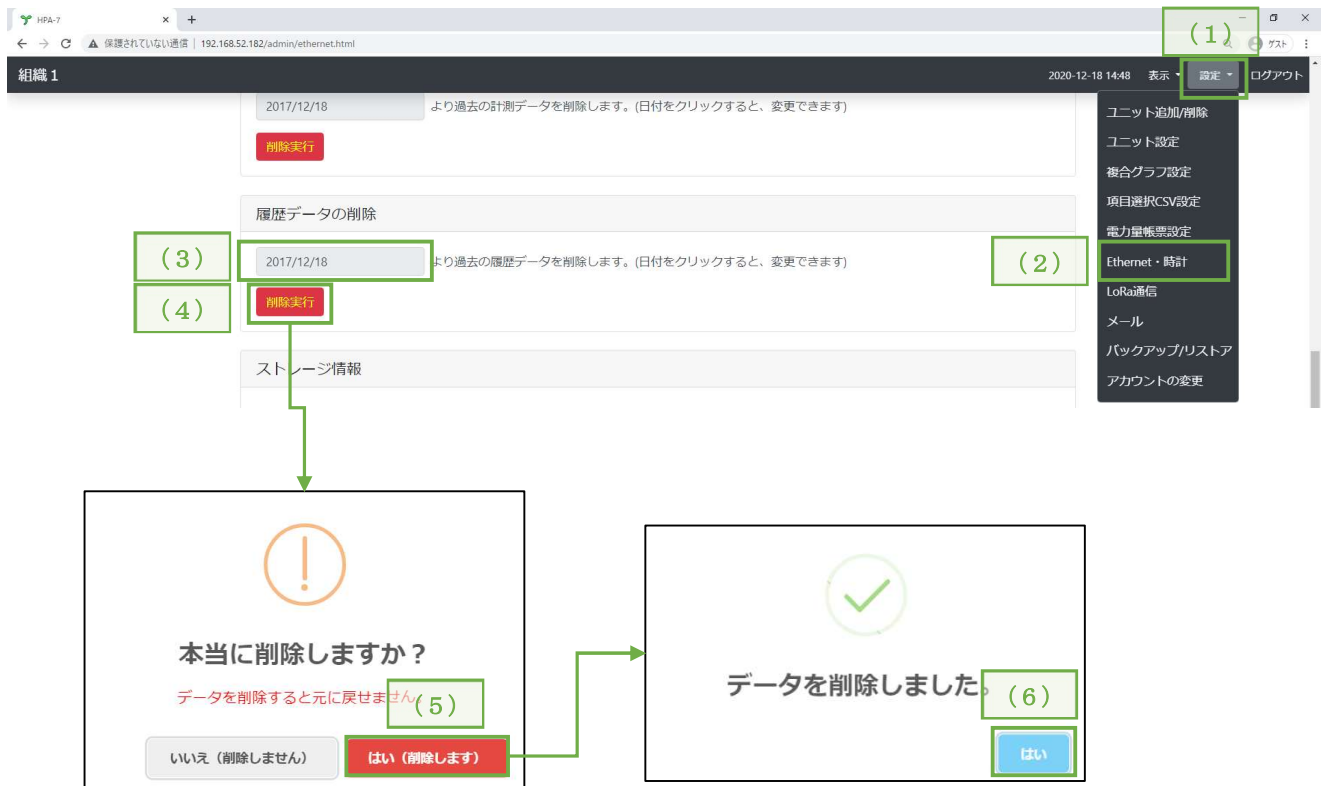 HPA-7
保護されていない通信 | 192.168.52.182/admin/ethernet.html
ゲスト
(1)
組織 1
2020-12-18 14:48 表示 設定 ログアウト
2017/12/18 より過去の計測データを削除します。(日付をクリックすると、変更できます)
削除実行
履歴データの削除
(3)
2017/12/18 より過去の履歴データを削除します。(日付をクリックすると、変更できます)
(4)
削除実行
ストレージ情報
ユニット追加/削除
ユニット設定
複合グラフ設定
項目選択CSV設定
電力量帳票設定
(2)
Ethernet・時計
LoRa通信
メール
バックアップ/リストア
アカウントの変更
本当に削除しますか?
データを削除すると元に戻せません
(5)
いいえ(削除しません)
はい(削除します)
データを削除しました。
(6)
はい